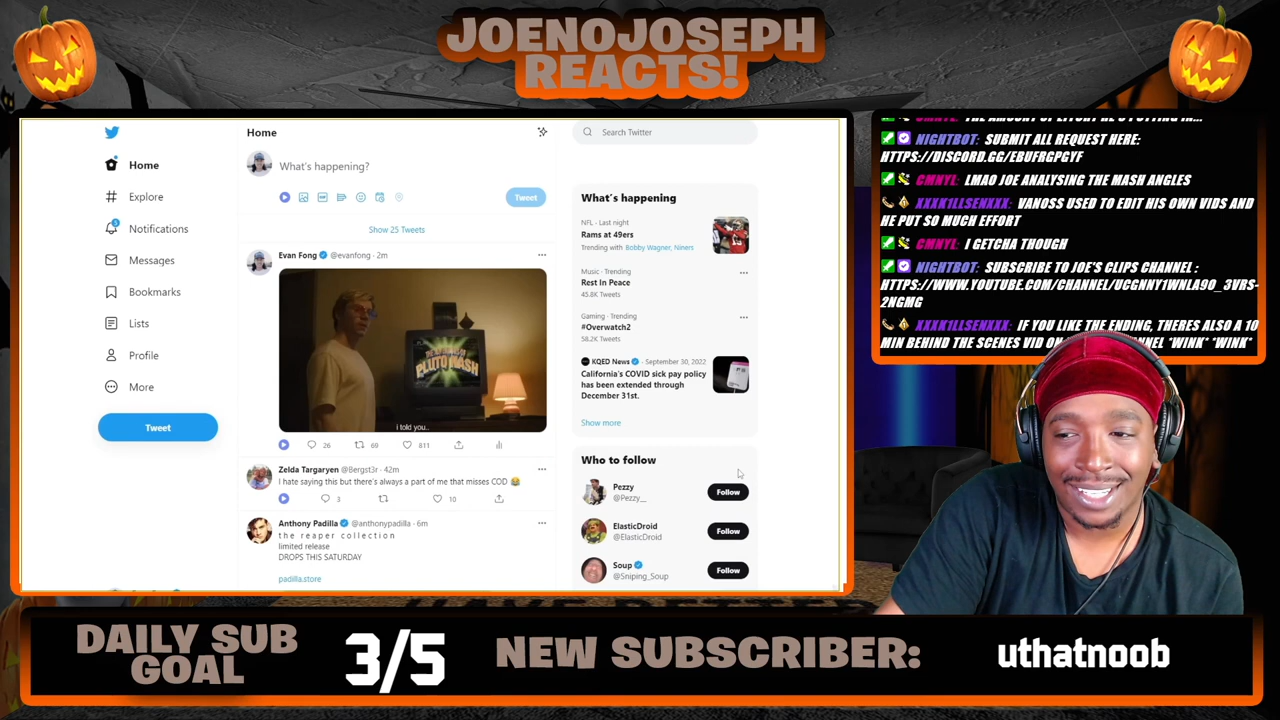 JOENOJOSEPH
REACTS!
Home
Explore
Notifications
Messages
Bookmarks
Lists
Profile
More
Tweet
Home
What's happening?
GIF
Tweet
Show 25 Tweets
Evan Fong @evanfong · 2m
PLUTO NASH
i told you..
26 69 811
Zelda Targaryen @Bergst3r · 42m
I hate saying this but there's always a part of me that misses COD 😂
3 10
Anthony Padilla @anthonypadilla · 6m
t h e  r e a p e r  c o l l e c t i o n
limited release
DROPS THIS SATURDAY
padilla.store
Search Twitter
What's happening
NFL · Last night
Rams at 49ers
Trending with Bobby Wagner, Niners
Music · Trending
Rest In Peace
45.8K Tweets
Gaming · Trending
#Overwatch2
58.2K Tweets
KQED News · September 30, 2022
California's COVID sick pay policy
has been extended through
December 31st.
Show more
Who to follow
Pezzy
@Pezzy__
Follow
ElasticDroid
@ElasticDroid
Follow
Soup
@Sniping_Soup
Follow
NIGHTBOT: SUBMIT ALL REQUEST HERE:
HTTPS://DISCORD.GG/EBUFRGPGYF
CMNYL: LMAO JOE ANALYSING THE MASH ANGLES
XXXK1LLSENXXX: VANOSS USED TO EDIT HIS OWN VIDS AND
HE PUT SO MUCH EFFORT
CMNYL: I GETCHA THOUGH
NIGHTBOT: SUBSCRIBE TO JOE'S CLIPS CHANNEL :
XXXK1LLSENXXX: IF YOU LIKE THE ENDING, THERES ALSO A 10
MIN BEHIND THE SCENES VID ON *WINK* *WINK*
DAILY SUB
GOAL
3/5
NEW SUBSCRIBER:
uthatnoob